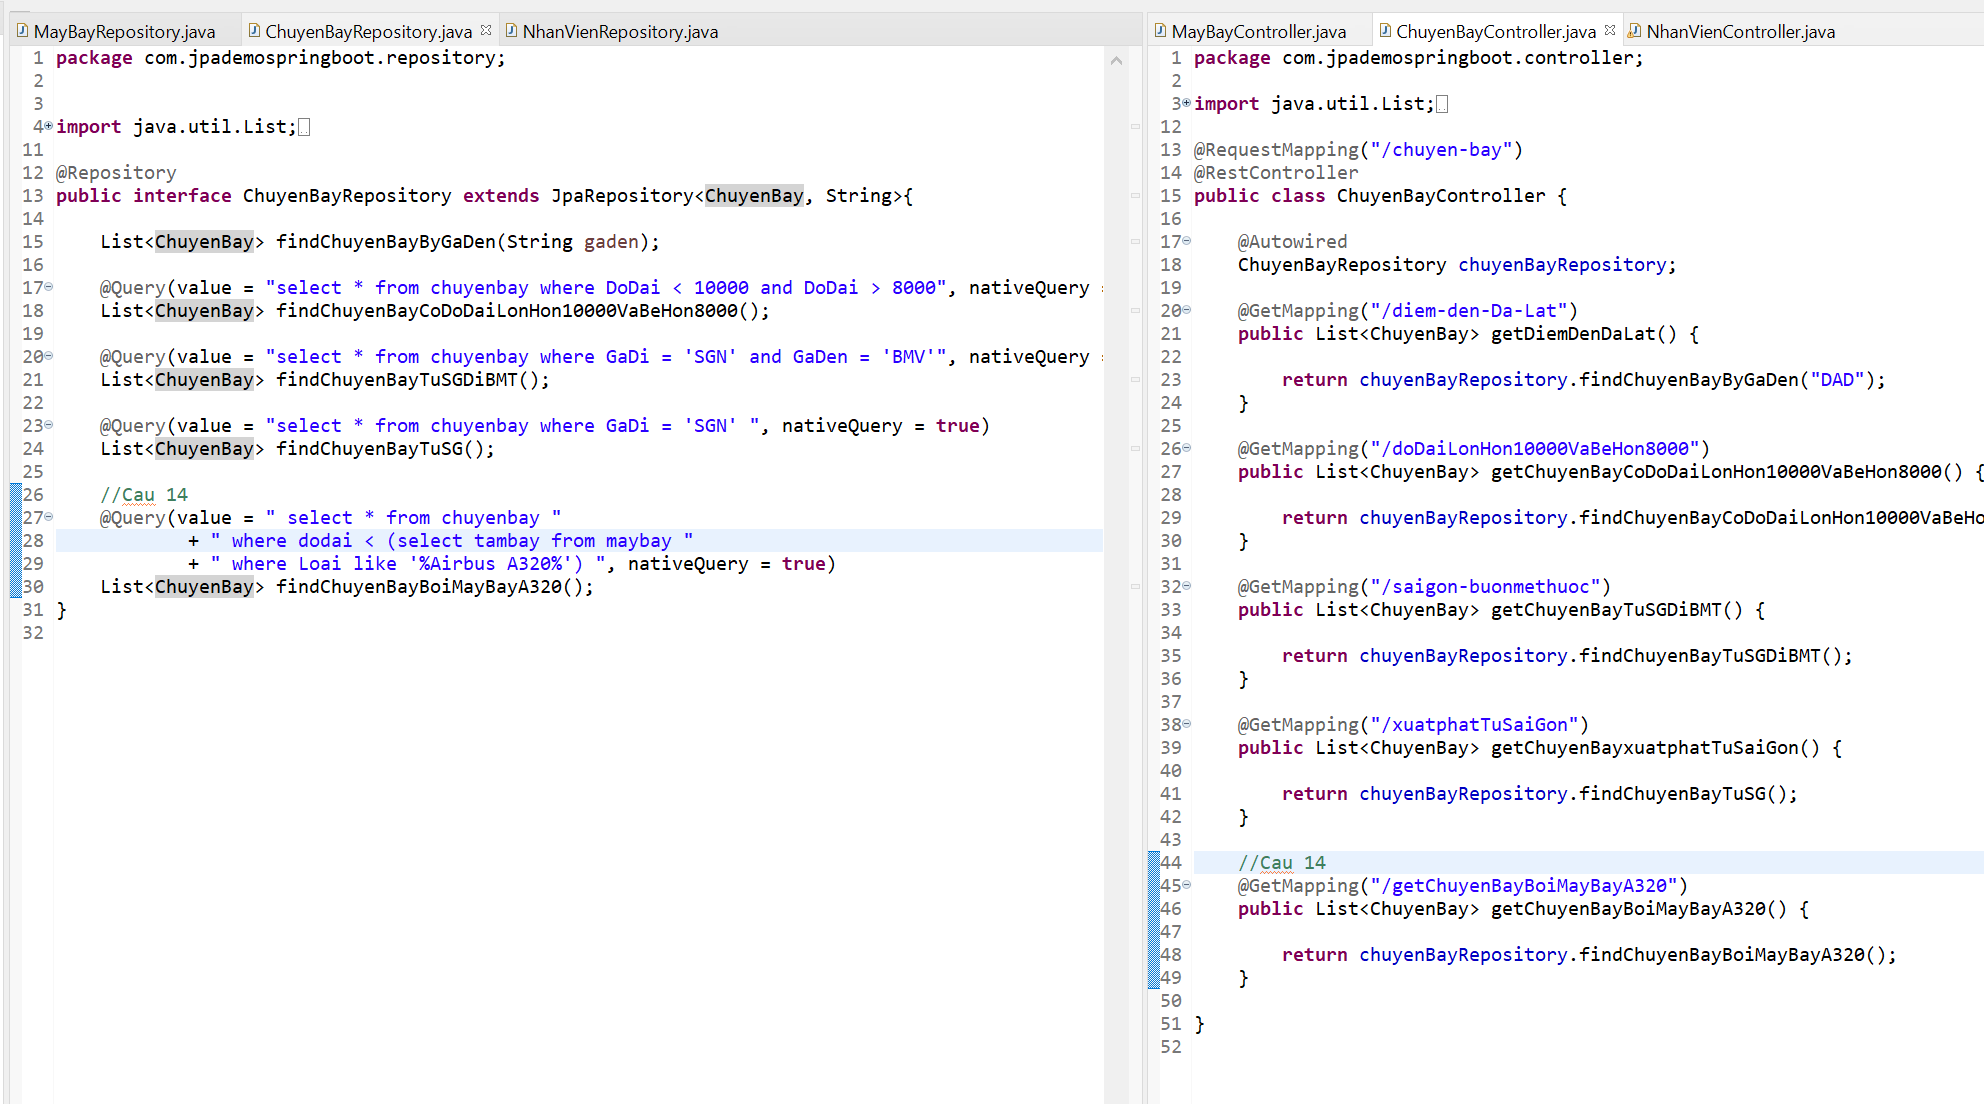 MayBayRepository.java ChuyenBayRepository.java NhanVienRepository.java
1 package com.jpademospringboot.repository;
2
3
4 import java.util.List;
11
12 @Repository
13 public interface ChuyenBayRepository extends JpaRepository<ChuyenBay, String>{
14
15 List<ChuyenBay> findChuyenBayByGaDen(String gaden);
16
17 @Query(value = "select * from chuyenbay where DoDai < 10000 and DoDai > 8000", nativeQuery
18 List<ChuyenBay> findChuyenBayCoDoDaiLonHon10000VaBeHon8000();
19
20 @Query(value = "select * from chuyenbay where GaDi = 'SGN' and GaDen = 'BMV'", nativeQuery
21 List<ChuyenBay> findChuyenBayTuSGDiBMT();
22
23 @Query(value = "select * from chuyenbay where GaDi = 'SGN' ", nativeQuery = true)
24 List<ChuyenBay> findChuyenBayTuSG();
25
26 //Cau 14
27 @Query(value = " select * from chuyenbay "
28 + " where dodai < (select tambay from maybay "
29 + " where Loai like '%Airbus A320%') ", nativeQuery = true)
30 List<ChuyenBay> findChuyenBayBoiMayBayA320();
31 }
32
MayBayController.java ChuyenBayController.java NhanVienController.java
1 package com.jpademospringboot.controller;
2
3 import java.util.List;
12
13 @RequestMapping("/chuyen-bay")
14 @RestController
15 public class ChuyenBayController {
16
17 @Autowired
18 ChuyenBayRepository chuyenBayRepository;
19
20 @GetMapping("/diem-den-Da-Lat")
21 public List<ChuyenBay> getDiemDenDaLat() {
22
23 return chuyenBayRepository.findChuyenBayByGaDen("DAD");
24 }
25
26 @GetMapping("/doDaiLonHon10000VaBeHon8000")
27 public List<ChuyenBay> getChuyenBayCoDoDaiLonHon10000VaBeHon8000() {
28
29 return chuyenBayRepository.findChuyenBayCoDoDaiLonHon10000VaBeHo
30 }
31
32 @GetMapping("/saigon-buonmethuoc")
33 public List<ChuyenBay> getChuyenBayTuSGDiBMT() {
34
35 return chuyenBayRepository.findChuyenBayTuSGDiBMT();
36 }
37
38 @GetMapping("/xuatphatTuSaiGon")
39 public List<ChuyenBay> getChuyenBayxuatphatTuSaiGon() {
40
41 return chuyenBayRepository.findChuyenBayTuSG();
42 }
43
44 //Cau 14
45 @GetMapping("/getChuyenBayBoiMayBayA320")
46 public List<ChuyenBay> getChuyenBayBoiMayBayA320() {
47
48 return chuyenBayRepository.findChuyenBayBoiMayBayA320();
49 }
50
51 }
52